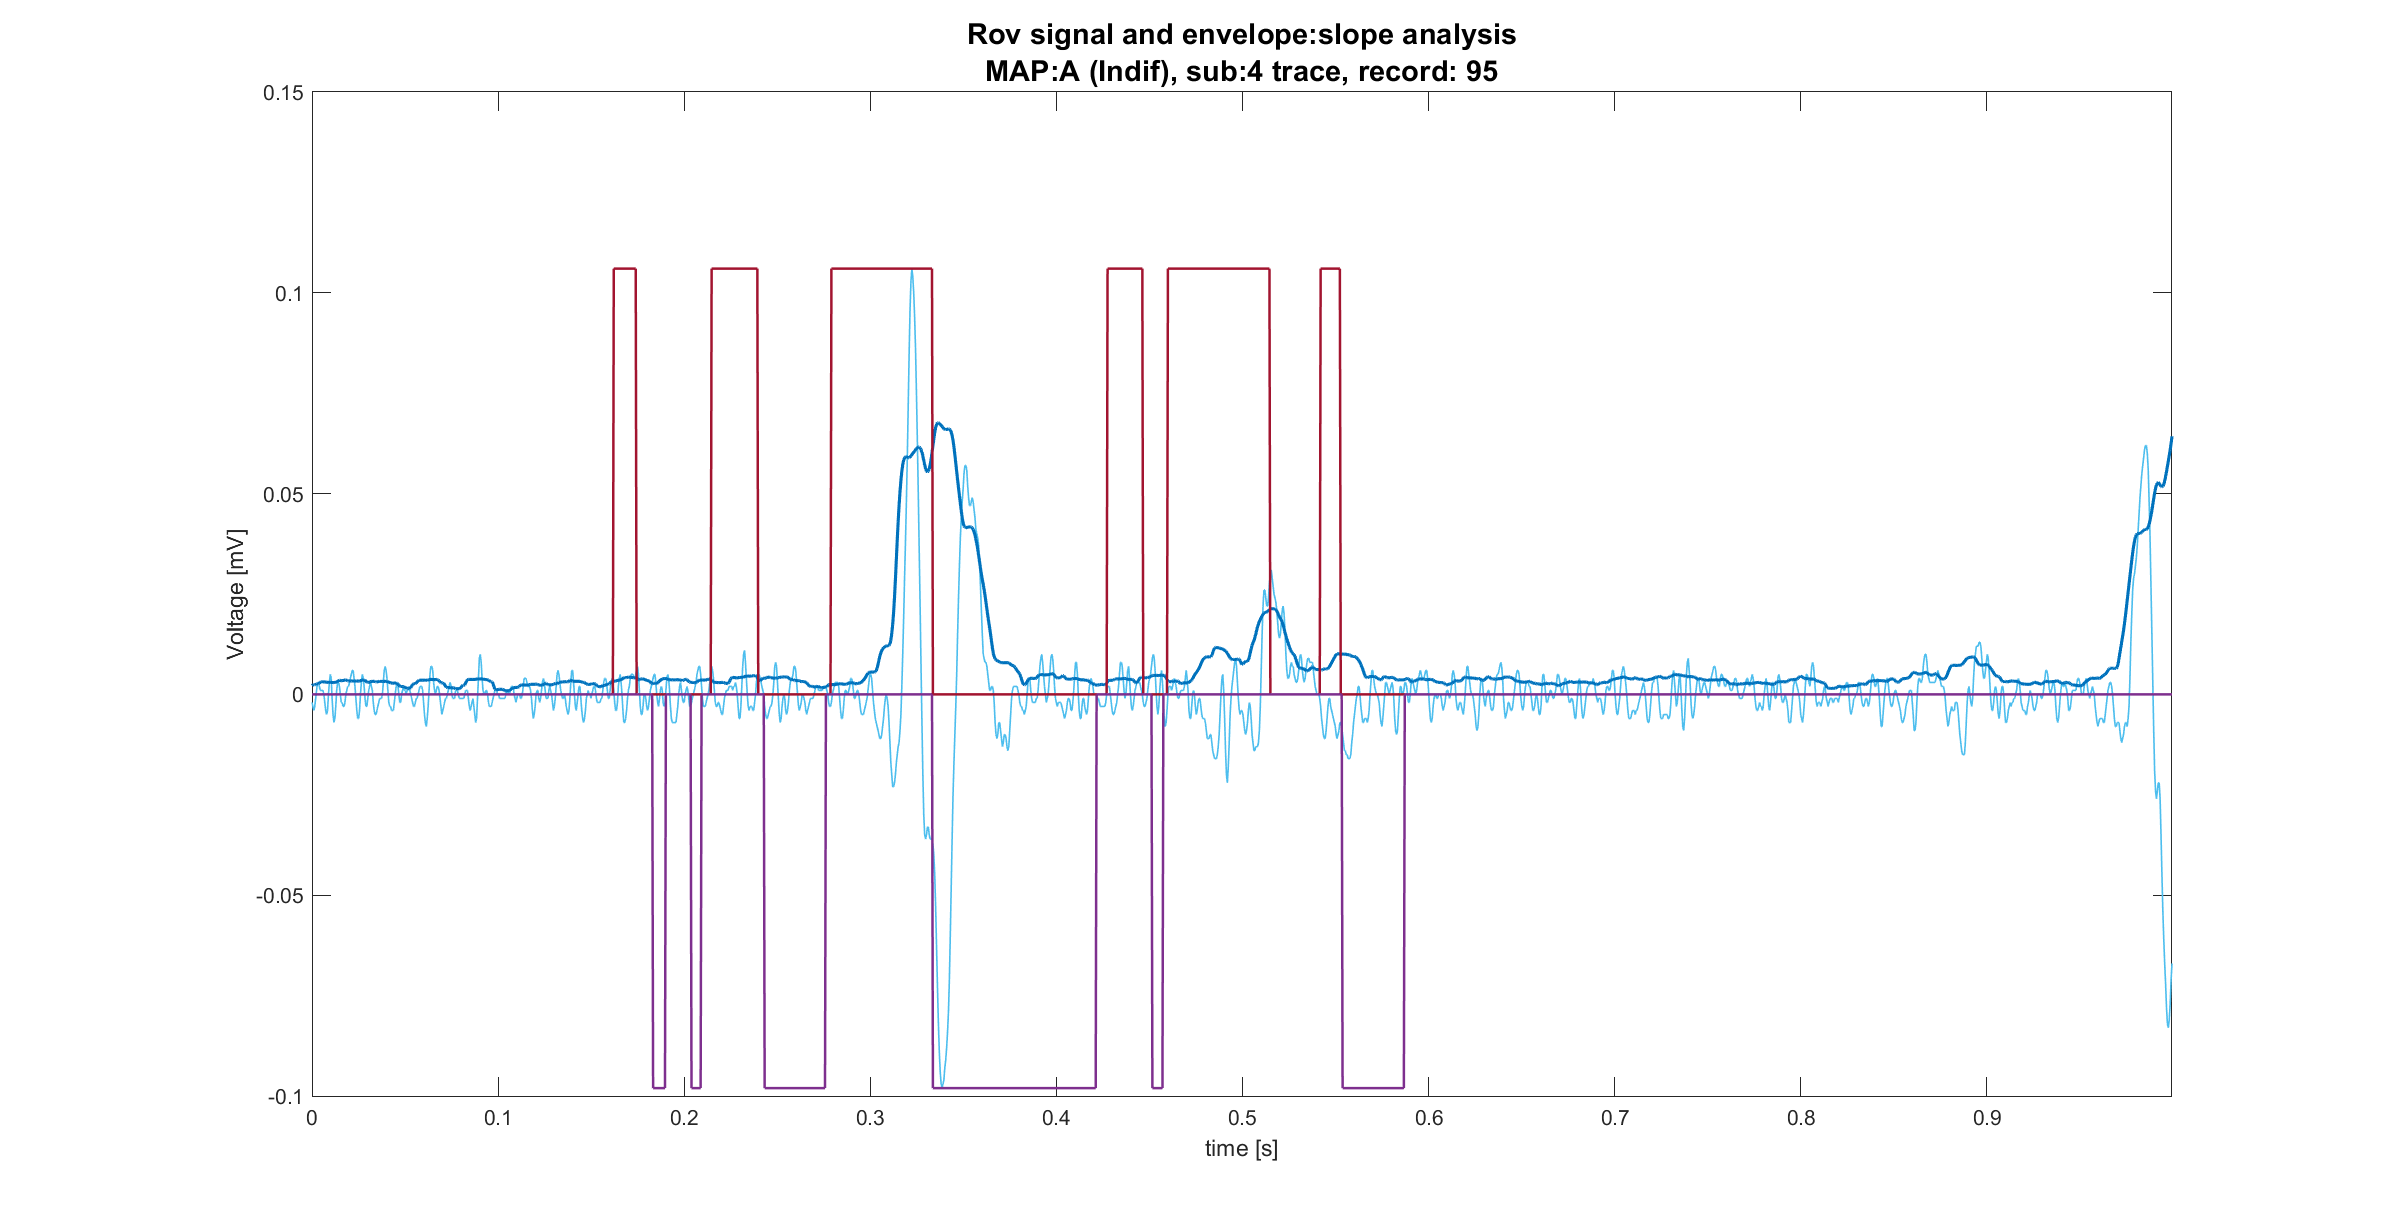 Rov signal and envelope:slope analysis
MAP:A (Indif), sub:4 trace, record: 95
0.15
0.1
0.05
0
-0.05
-0.1
Voltage [mV]
0 0.1 0.2 0.3 0.4 0.5 0.6 0.7 0.8 0.9
time [s]